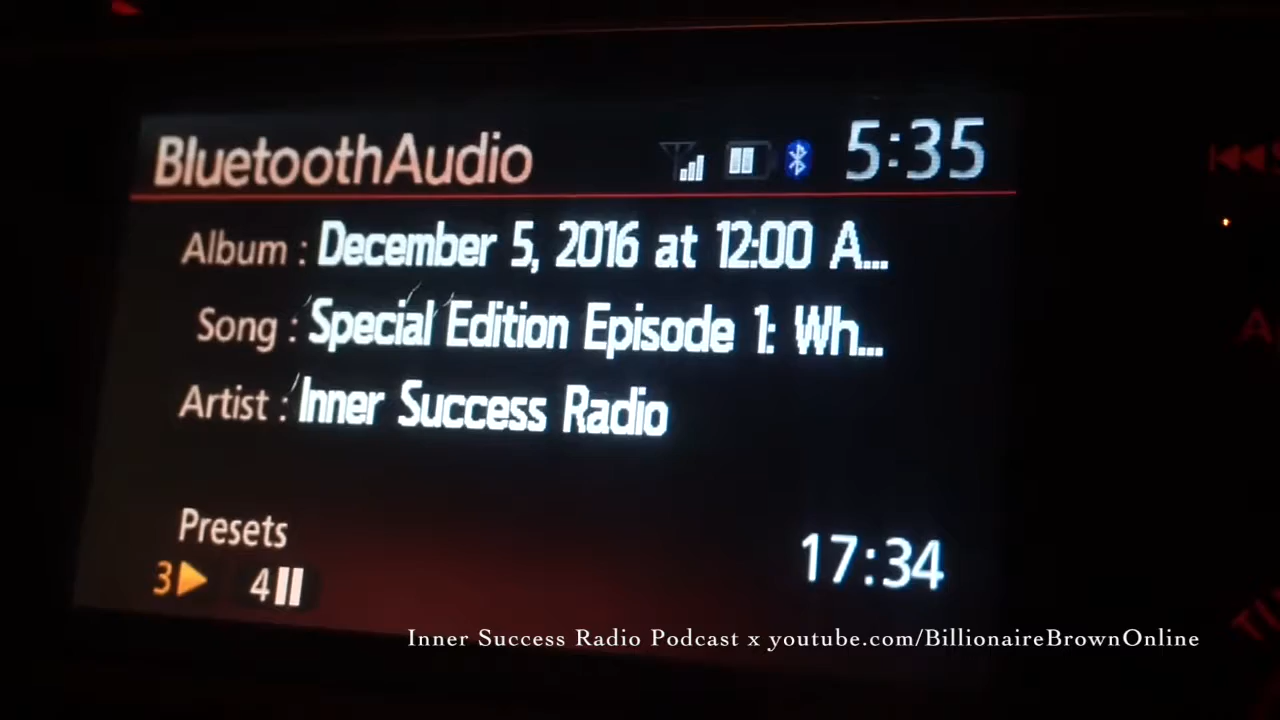 BluetoothAudio 5:35
Album : December 5, 2016 at 12:00 A...
Song : Special Edition Episode 1: Wh...
Artist : Inner Success Radio
Presets
3 4
17:34
Inner Success Radio Podcast x youtube.com/BillionaireBrownOnline